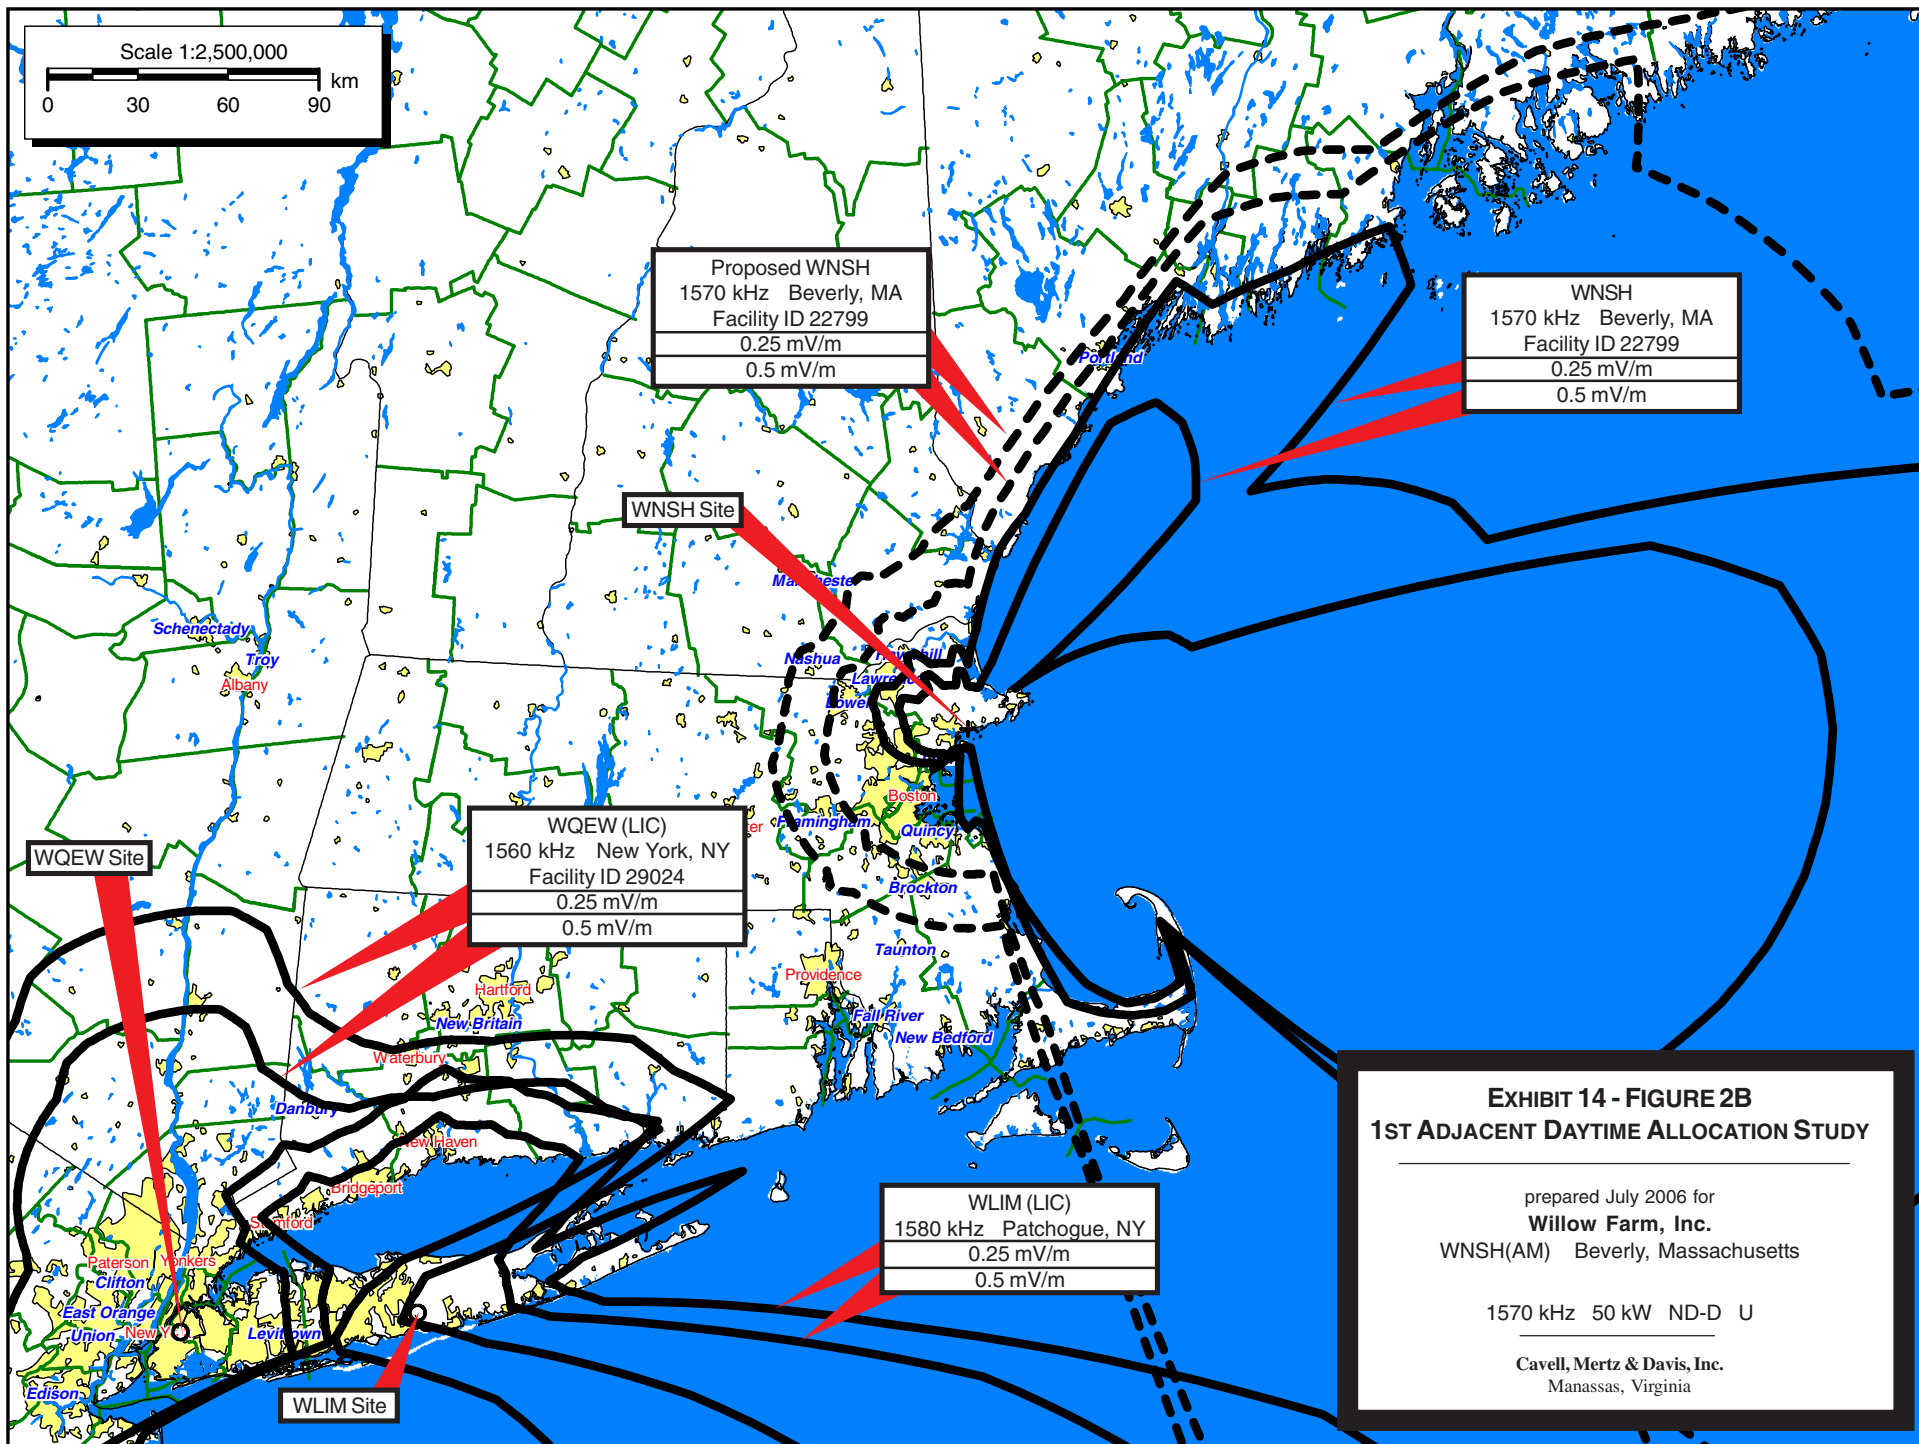 Scale 1:2,500,000
km
0 30 60 90
Proposed WNSH
1570 kHz Beverly, MA
Facility ID 22799
0.25 mV/m
0.5 mV/m
WNSH
1570 kHz Beverly, MA
Facility ID 22799
0.25 mV/m
0.5 mV/m
Portland
WNSH Site
Schenectady
Troy
Albany
Nashua
Boston
Framingham
Quincy
Brockton
Taunton
Providence
Fall River
New Bedford
WQEW (LIC)
1560 kHz New York, NY
Facility ID 29024
0.25 mV/m
0.5 mV/m
WQEW Site
Hartford
New Britain
Waterbury
Danbury
New Haven
Bridgeport
Stamford
Paterson Yonkers
Clifton
East Orange
Union New Y
Levittown
Edison
WLIM Site
WLIM (LIC)
1580 kHz Patchogue, NY
0.25 mV/m
0.5 mV/m
EXHIBIT 14 - FIGURE 2B
1ST ADJACENT DAYTIME ALLOCATION STUDY
prepared July 2006 for
Willow Farm, Inc.
WNSH(AM) Beverly, Massachusetts
1570 kHz 50 kW ND-D U
Cavell, Mertz & Davis, Inc.
Manassas, Virginia